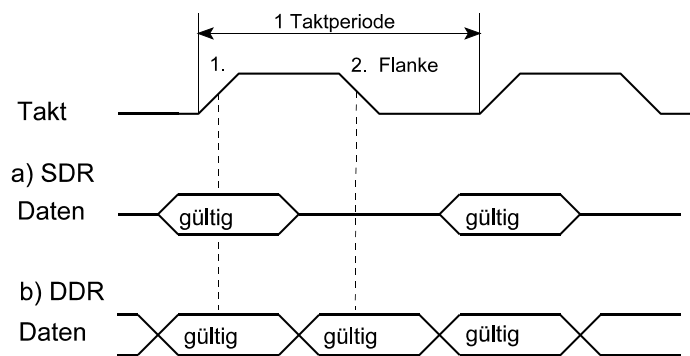 1 Taktperiode
1. 2. Flanke
Takt
a) SDR
Daten gültig gültig
b) DDR
Daten gültig gültig gültig